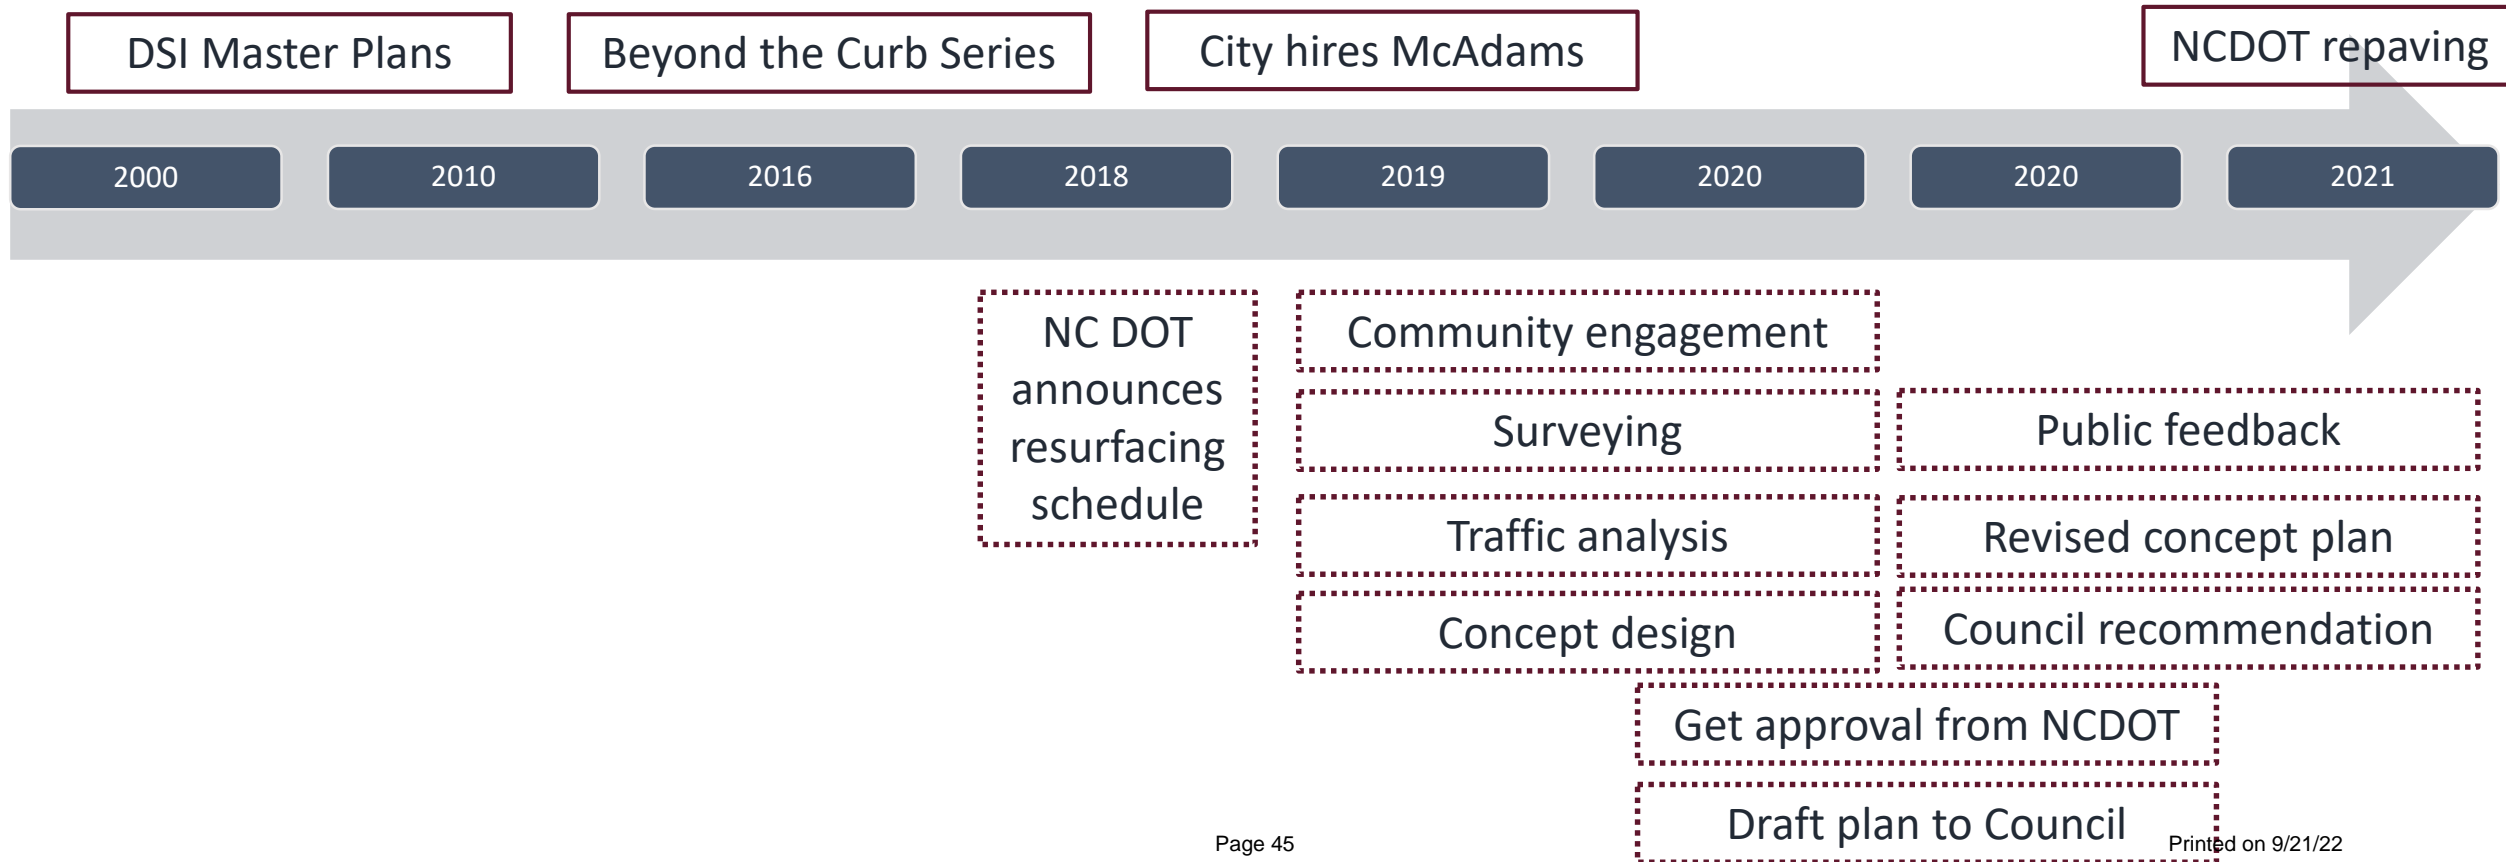 DSI Master Plans
Beyond the Curb Series
City hires McAdams
NCDOT repaving
2000
2010
2016
2018
2019
2020
2020
2021
NC DOT
announces
resurfacing
schedule
Community engagement
Surveying
Traffic analysis
Concept design
Public feedback
Revised concept plan
Council recommendation
Get approval from NCDOT
Draft plan to Council
Page 45
Printed on 9/21/22